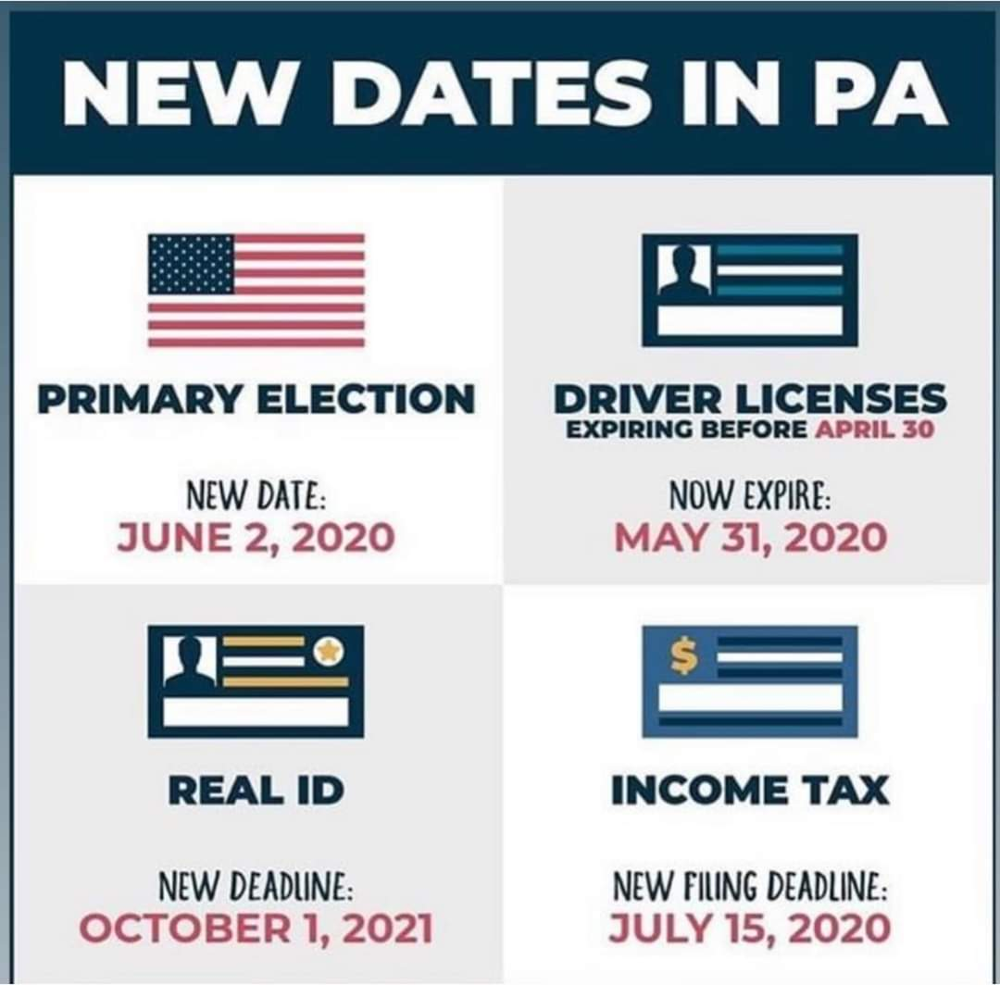 NEW DATES IN PA
PRIMARY ELECTION
NEW DATE:
JUNE 2, 2020
DRIVER LICENSES
EXPIRING BEFORE APRIL 30
NOW EXPIRE:
MAY 31, 2020
REAL ID
NEW DEADLINE:
OCTOBER 1, 2021
$
INCOME TAX
NEW FILING DEADLINE:
JULY 15, 2020